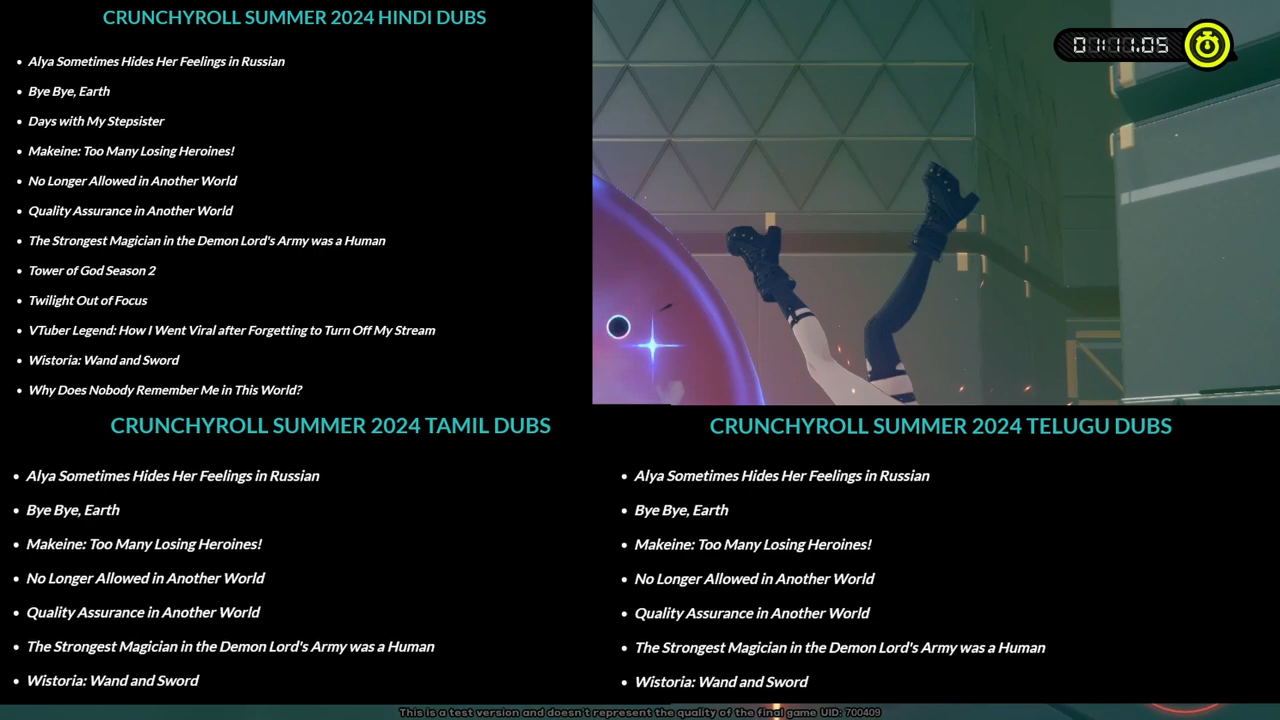 CRUNCHYROLL SUMMER 2024 HINDI DUBS
• Alya Sometimes Hides Her Feelings in Russian
• Bye Bye, Earth
• Days with My Stepsister
• Makeine: Too Many Losing Heroines!
• No Longer Allowed in Another World
• Quality Assurance in Another World
• The Strongest Magician in the Demon Lord's Army was a Human
• Tower of God Season 2
• Twilight Out of Focus
• VTuber Legend: How I Went Viral after Forgetting to Turn Off My Stream
• Wistoria: Wand and Sword
• Why Does Nobody Remember Me in This World?
01:11.05
CRUNCHYROLL SUMMER 2024 TAMIL DUBS
• Alya Sometimes Hides Her Feelings in Russian
• Bye Bye, Earth
• Makeine: Too Many Losing Heroines!
• No Longer Allowed in Another World
• Quality Assurance in Another World
• The Strongest Magician in the Demon Lord's Army was a Human
• Wistoria: Wand and Sword
CRUNCHYROLL SUMMER 2024 TELUGU DUBS
• Alya Sometimes Hides Her Feelings in Russian
• Bye Bye, Earth
• Makeine: Too Many Losing Heroines!
• No Longer Allowed in Another World
• Quality Assurance in Another World
• The Strongest Magician in the Demon Lord's Army was a Human
• Wistoria: Wand and Sword
This is a test version and doesn't represent the quality of the final game UID: 700409